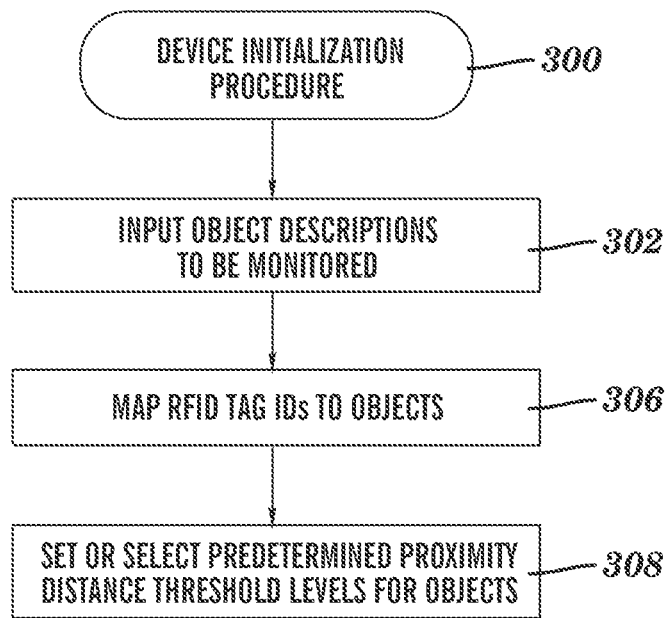 DEVICE INITIALIZATION
PROCEDURE
300
INPUT OBJECT DESCRIPTIONS
TO BE MONITORED
302
MAP RFID TAG IDs TO OBJECTS
306
SET OR SELECT PREDETERMINED PROXIMITY
DISTANCE THRESHOLD LEVELS FOR OBJECTS
308